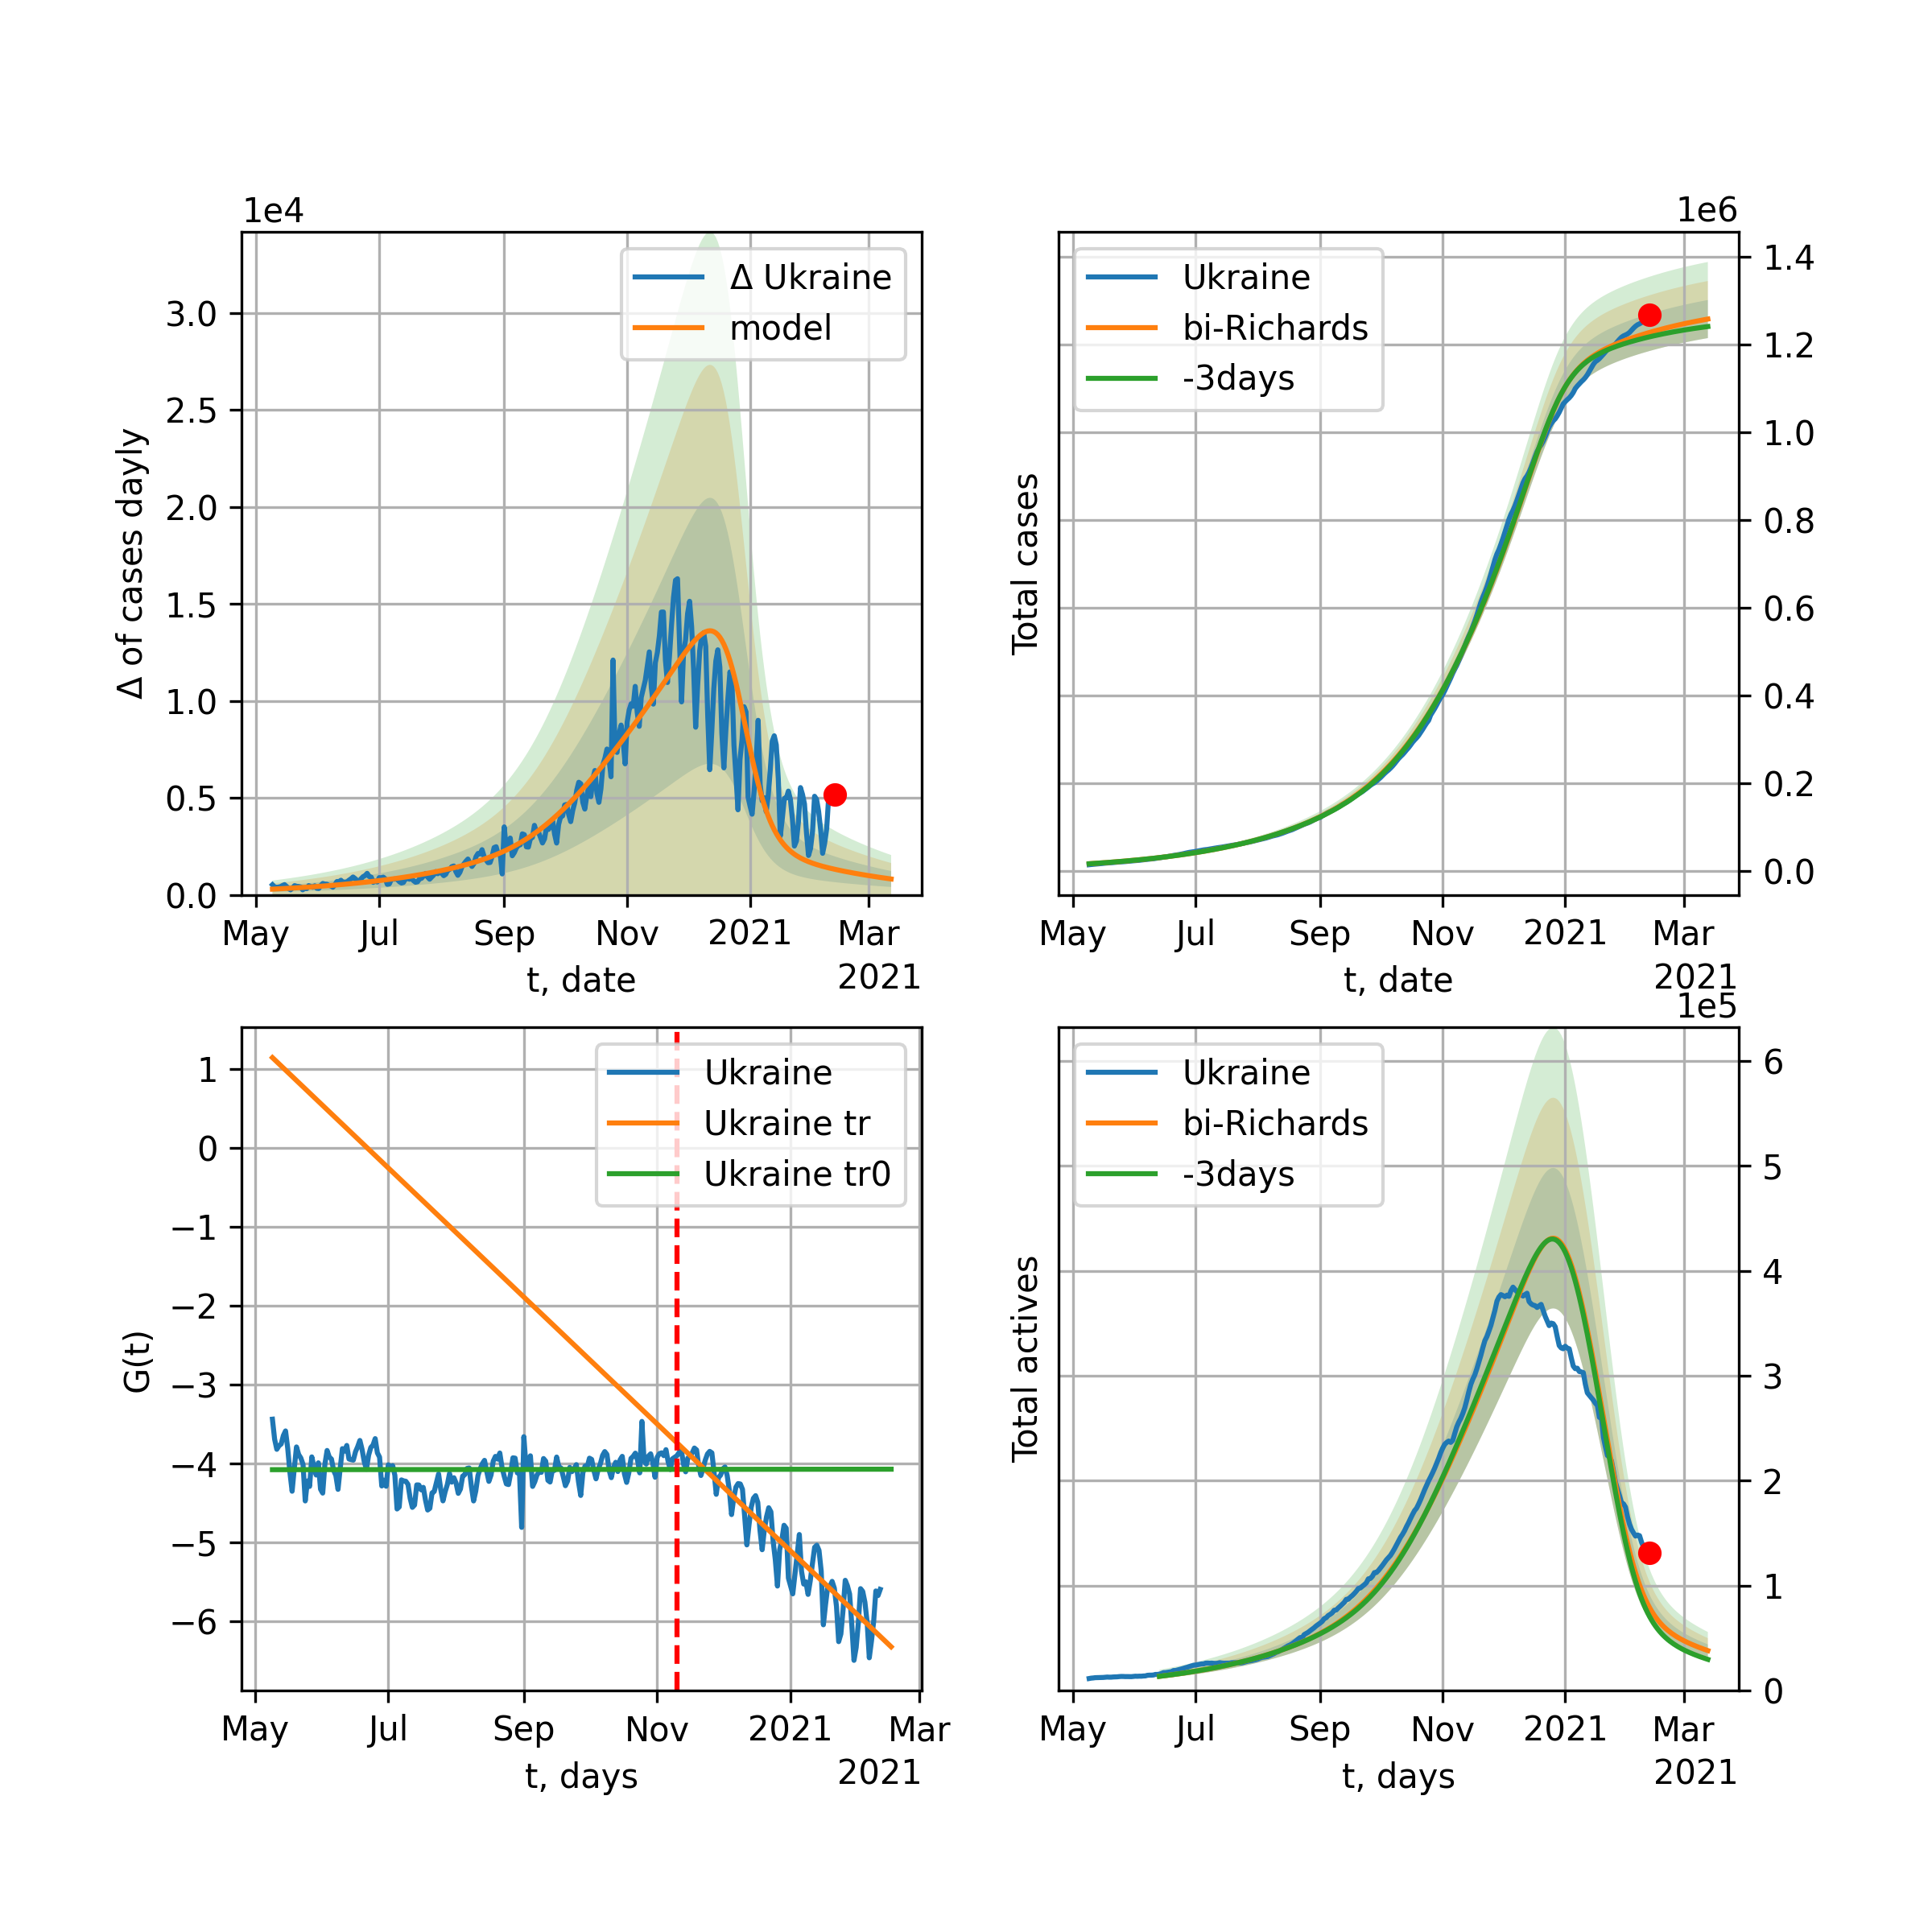 1e4
Δ of cases dayly
3.0
2.5
2.0
1.5
1.0
0.5
0.0
Δ Ukraine
model
May Jul Sep Nov 2021 Mar
t, date
2021
1e6
Total cases
Ukraine
bi-Richards
-3days
1.4
1.2
1.0
0.8
0.6
0.4
0.2
0.0
May Jul Sep Nov 2021 Mar
t, date
2021
G(t)
1
0
−1
−2
−3
−4
−5
−6
Ukraine
Ukraine tr
Ukraine tr0
May Jul Sep Nov 2021 Mar
t, days
2021
1e5
Total actives
Ukraine
bi-Richards
-3days
6
5
4
3
2
1
0
May Jul Sep Nov 2021 Mar
t, days
2021